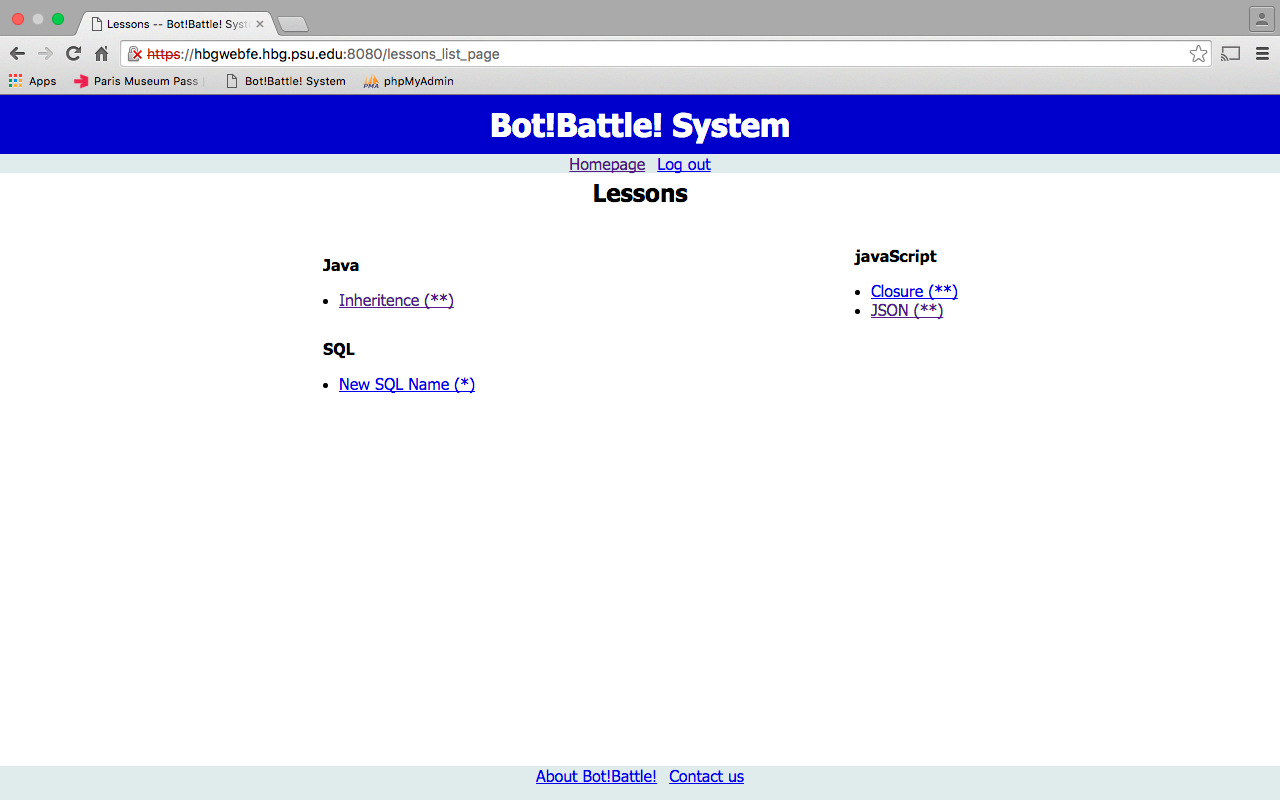 Lessons -- Bot!Battle! Syst
https://hbgwebfe.hbg.psu.edu:8080/lessons_list_page
Apps Paris Museum Pass Bot!Battle! System phpMyAdmin
Bot!Battle! System
Homepage Log out
Lessons
Java
• Inheritence (**)
SQL
• New SQL Name (*)
javaScript
• Closure (**)
• JSON (**)
About Bot!Battle! Contact us